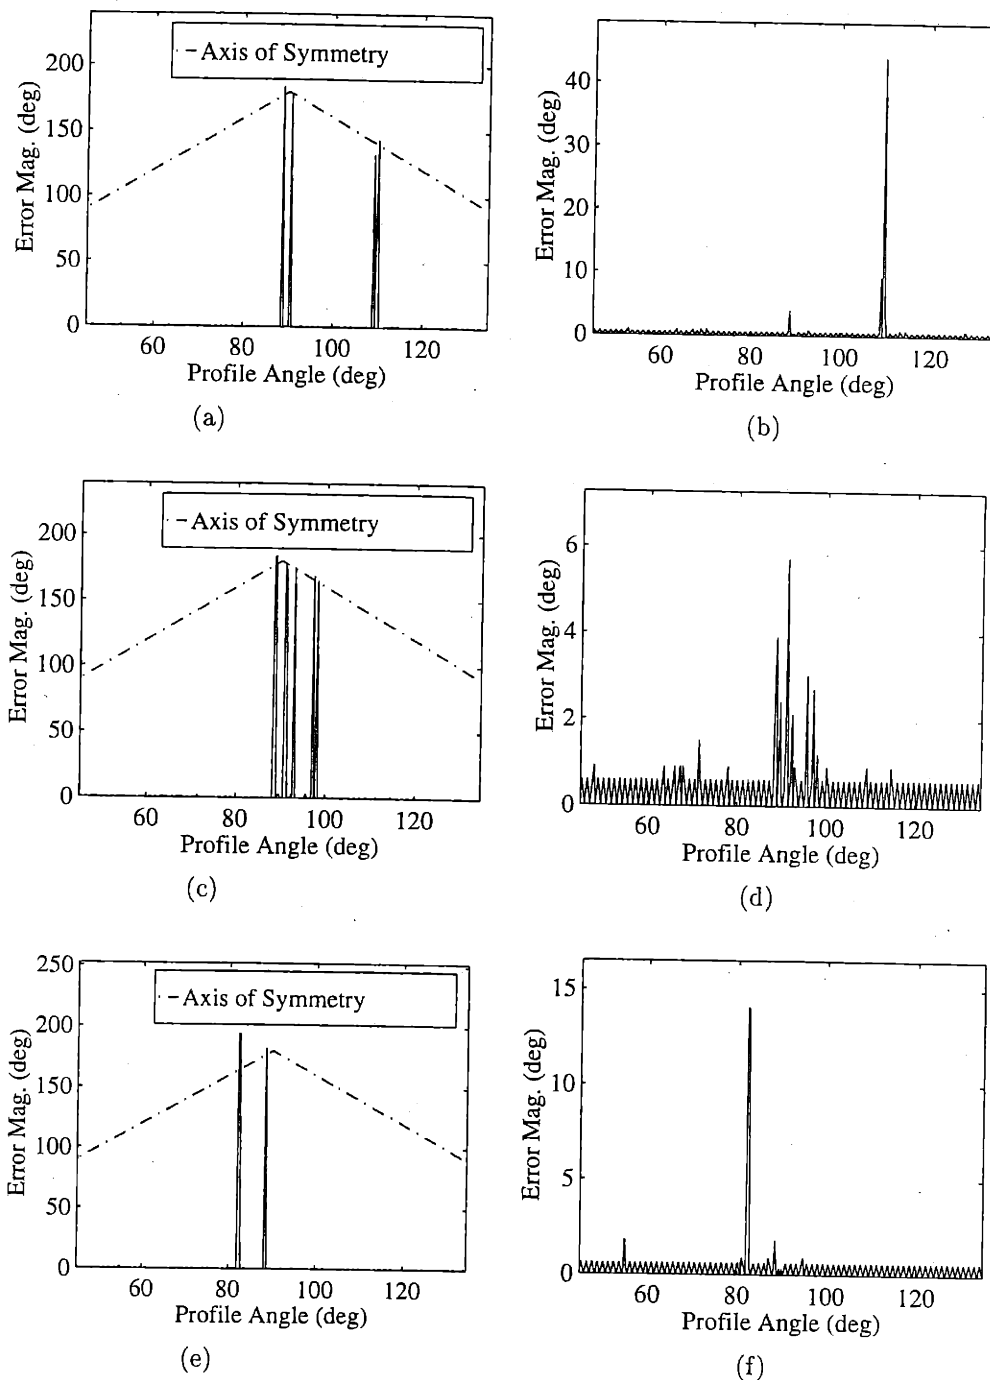 - Axis of Symmetry
Error Mag. (deg)
200
150
100
50
0
60 80 100 120
Profile Angle (deg)
(a)
Error Mag. (deg)
40
30
20
10
0
60 80 100 120
Profile Angle (deg)
(b)
- Axis of Symmetry
Error Mag. (deg)
200
150
100
50
0
60 80 100 120
Profile Angle (deg)
(c)
Error Mag. (deg)
6
4
2
0
60 80 100 120
Profile Angle (deg)
(d)
- Axis of Symmetry
Error Mag. (deg)
250
200
150
100
50
0
60 80 100 120
Profile Angle (deg)
(e)
Error Mag. (deg)
15
10
5
0
60 80 100 120
Profile Angle (deg)
(f)